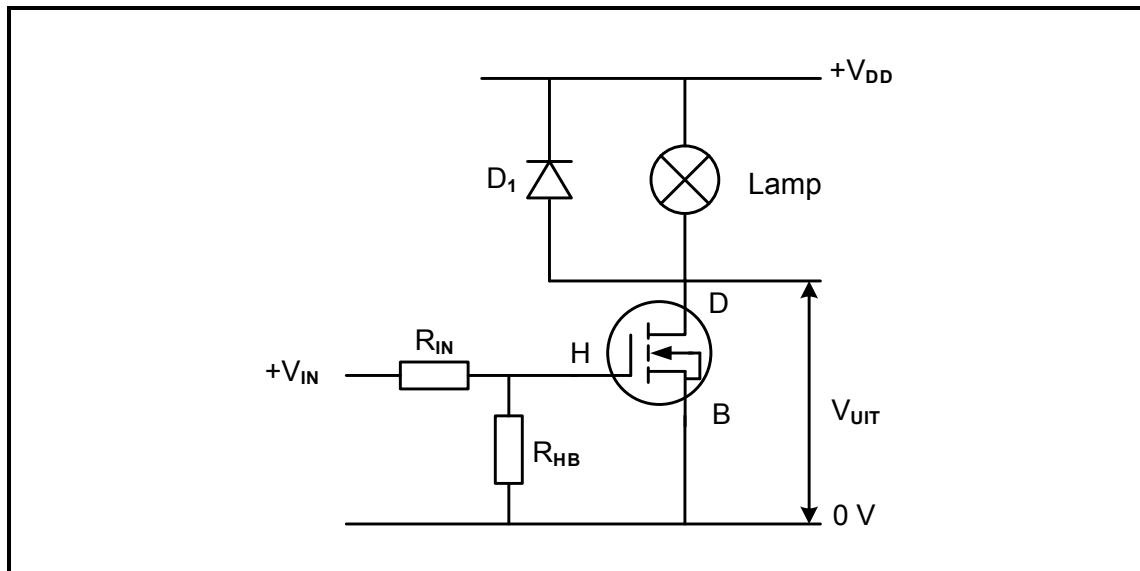 +V_DD
D_1
Lamp
D
R_IN
H
+V_IN
B
V_UIT
R_HB
0 V